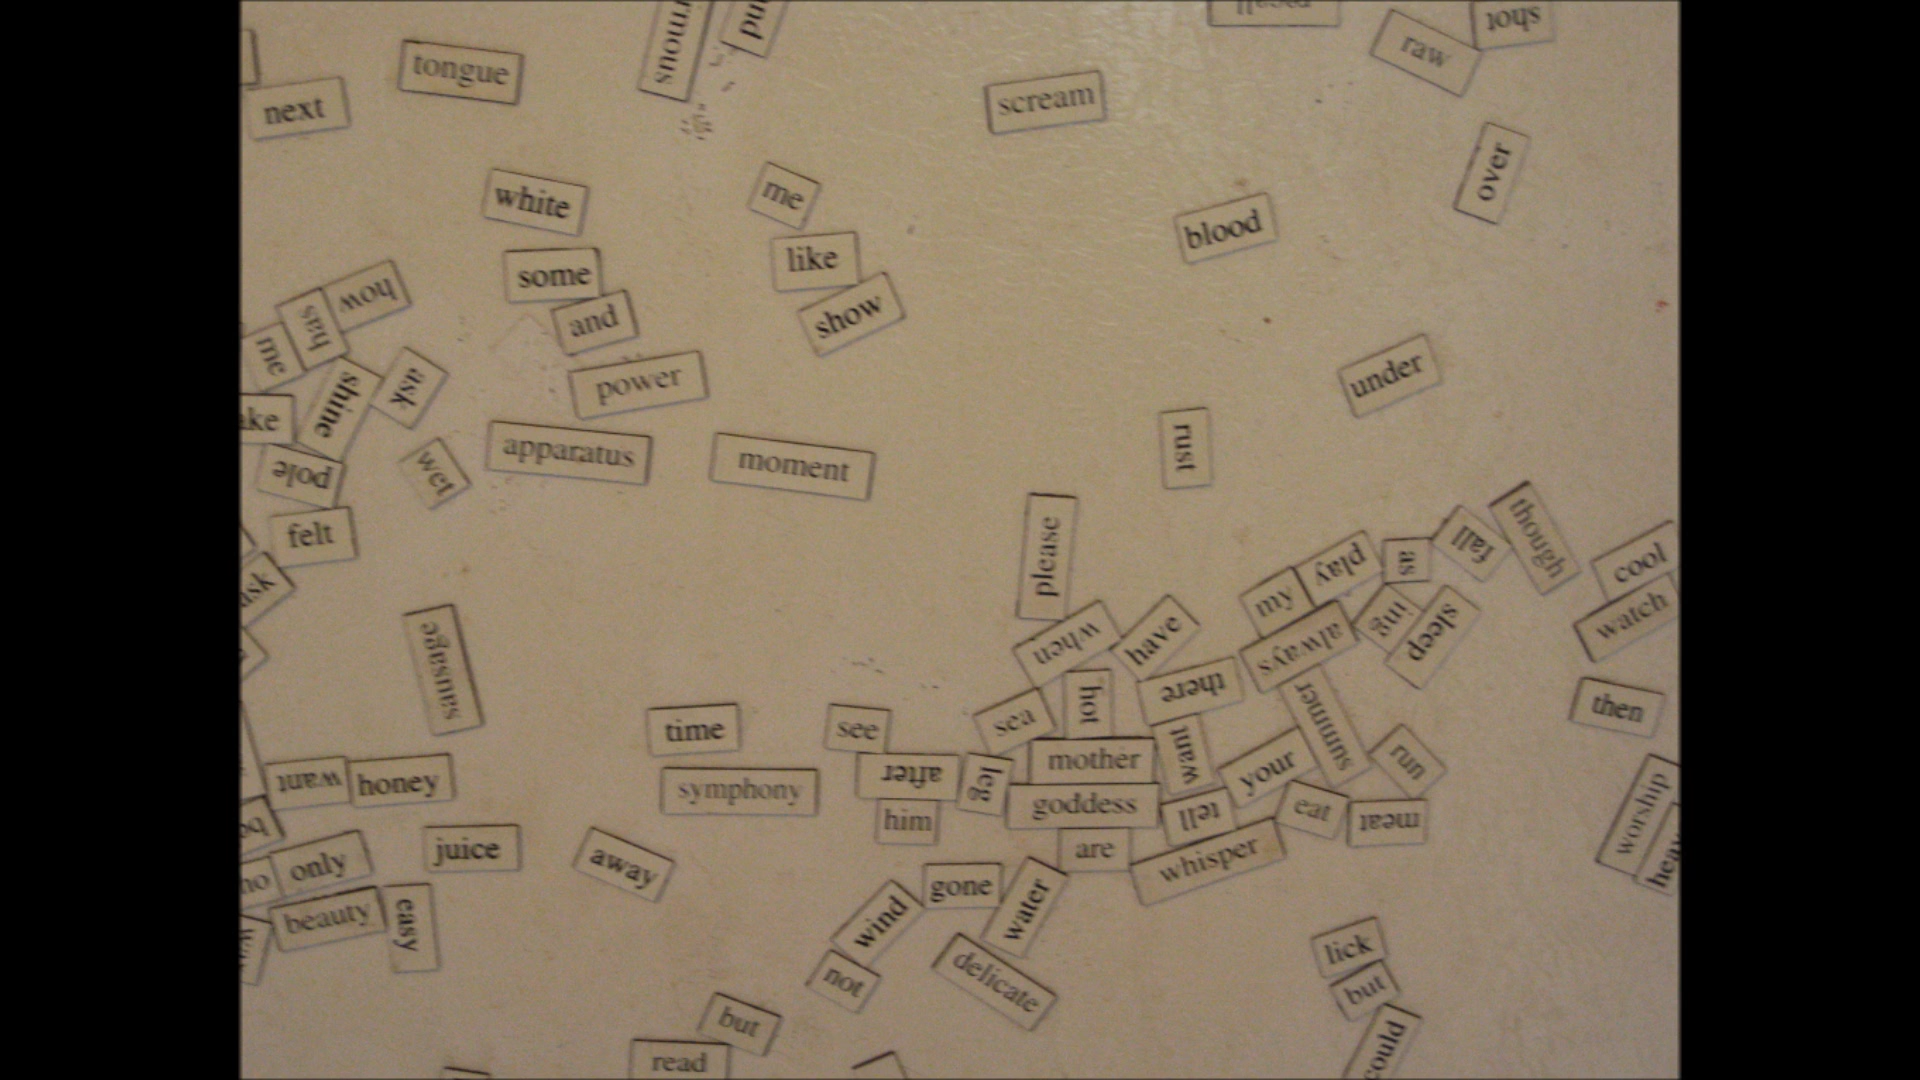 shot
raw
tongue
next
scream
over
white
me
blood
like
some
how
show
and
has
me
under
power
ask
shine
rust
apparatus
moment
pole
wet
please
felt
though
fall
as
play
cool
my
watch
ing
sleep
always
have
when
sausage
there
hot
sea
summer
then
time
see
want
mother
your
run
after
leg
want
honey
symphony
goddess
tell
eat
meat
him
worship
juice
are
whisper
away
only
gone
water
wind
beauty
easy
lick
not
delicate
but
but
could
read